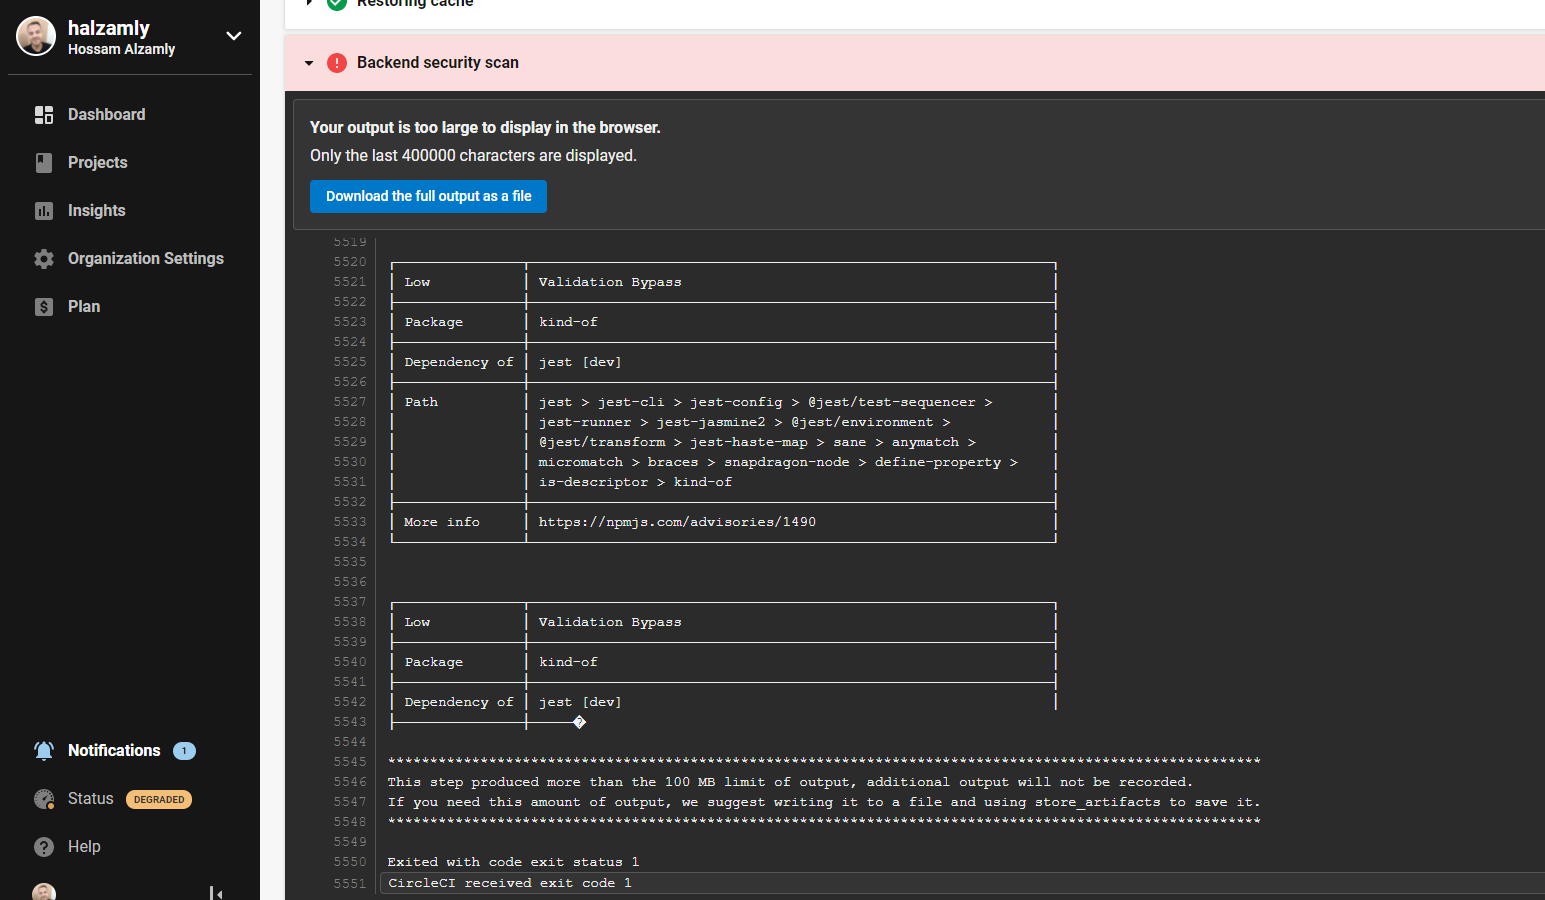 halzamly
Hossam Alzamly
Dashboard
Projects
Insights
Organization Settings
Plan
Notifications 1
Status DEGRADED
Help
Restoring cache
Backend security scan
Your output is too large to display in the browser.
Only the last 400000 characters are displayed.
Download the full output as a file
5519
5520
5521 Low Validation Bypass
5522
5523 Package kind-of
5524
5525 Dependency of jest [dev]
5526
5527 Path jest > jest-cli > jest-config > @jest/test-sequencer >
5528 jest-runner > jest-jasmine2 > @jest/environment >
5529 @jest/transform > jest-haste-map > sane > anymatch >
5530 micromatch > braces > snapdragon-node > define-property >
5531 is-descriptor > kind-of
5532
5533 More info https://npmjs.com/advisories/1490
5534
5535
5536
5537
5538 Low Validation Bypass
5539
5540 Package kind-of
5541
5542 Dependency of jest [dev]
5543 �
5544
5545 ********************************************************************************************************
5546 This step produced more than the 100 MB limit of output, additional output will not be recorded.
5547 If you need this amount of output, we suggest writing it to a file and using store_artifacts to save it.
5548 ********************************************************************************************************
5549
5550 Exited with code exit status 1
5551 CircleCI received exit code 1